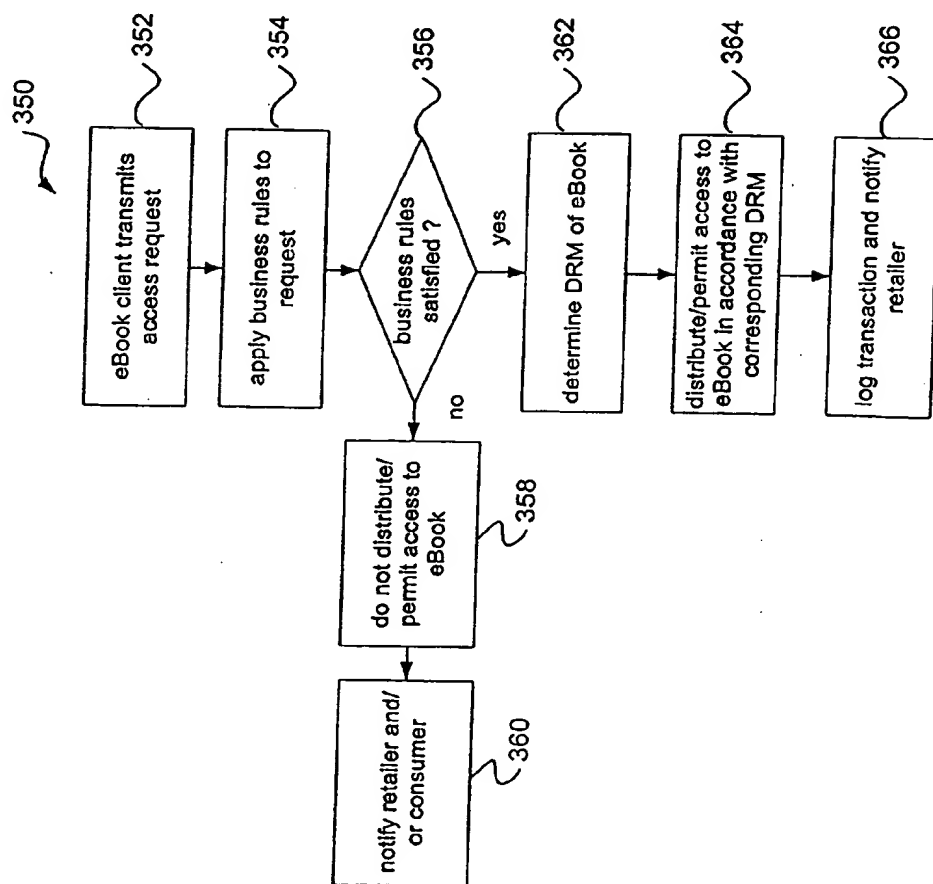 350
eBook client transmits
access request
352
apply business rules to
request
354
business rules
satisfied ?
356
yes
no
determine DRM of eBook
362
distribute/permit access to
eBook in accordance with
corresponding DRM
364
log transaction and notify
retailer
366
do not distribute/
permit access to
eBook
358
notify retailer and/
or consumer
360